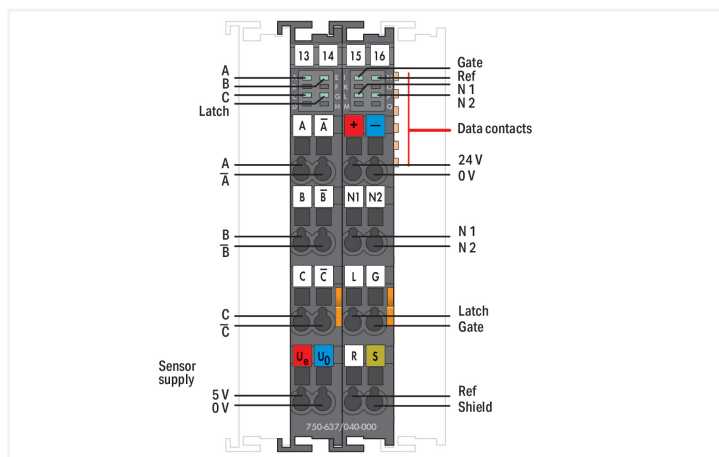 13 14 15 16
Gate
A
Ref
B
N 1
C
N 2
Latch
E
F
G
H
I
K
L
M
Q
A A̅ + −
Data contacts
A
24 V
A̅
0 V
B B̅ N1 N2
B
N 1
B̅
N 2
C C̅ L G
C
Latch
C̅
Gate
Ue U0 R S
Sensor
supply
5 V
Ref
0 V
Shield
750-637/040-000